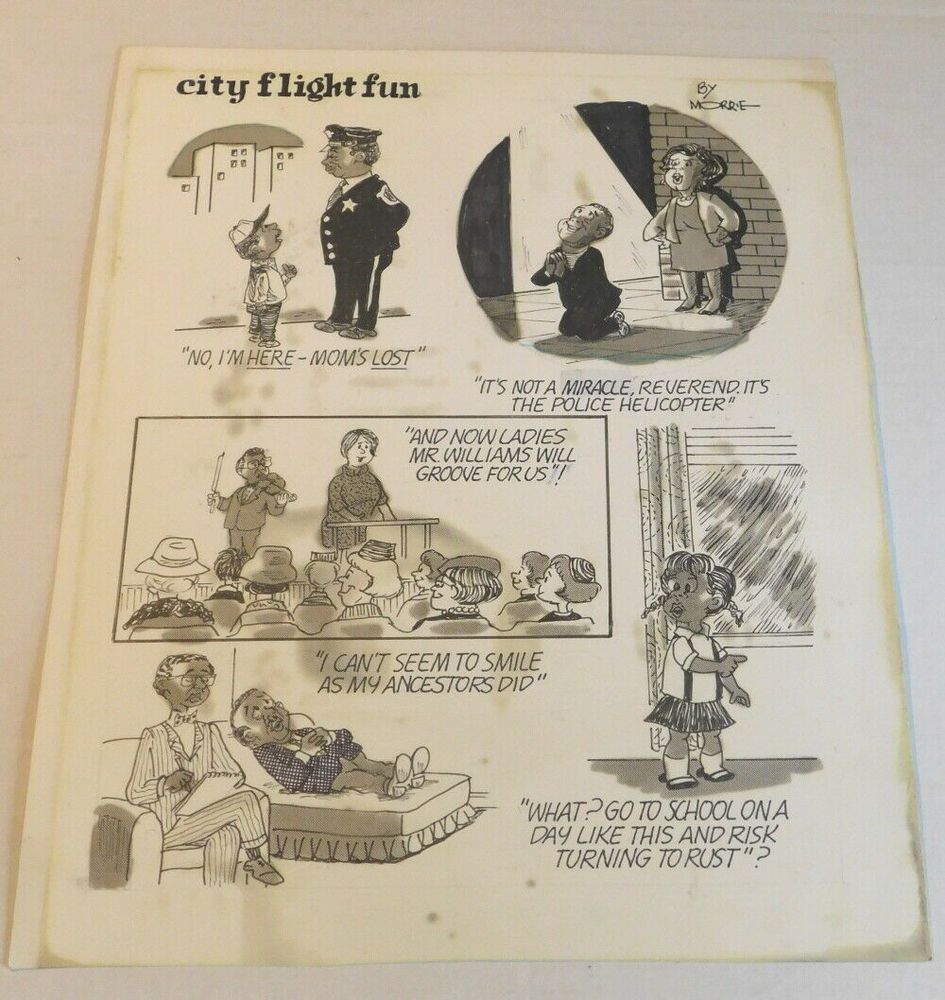 city flight fun
BY
MORRIE
"NO, I'M HERE - MOM'S LOST"
"IT'S NOT A MIRACLE, REVEREND. IT'S
THE POLICE HELICOPTER"
"AND NOW LADIES
MR. WILLIAMS WILL
GROOVE FOR US"!
"I CAN'T SEEM TO SMILE
AS MY ANCESTORS DID"
"WHAT? GO TO SCHOOL ON A
DAY LIKE THIS AND RISK
TURNING TO RUST"?